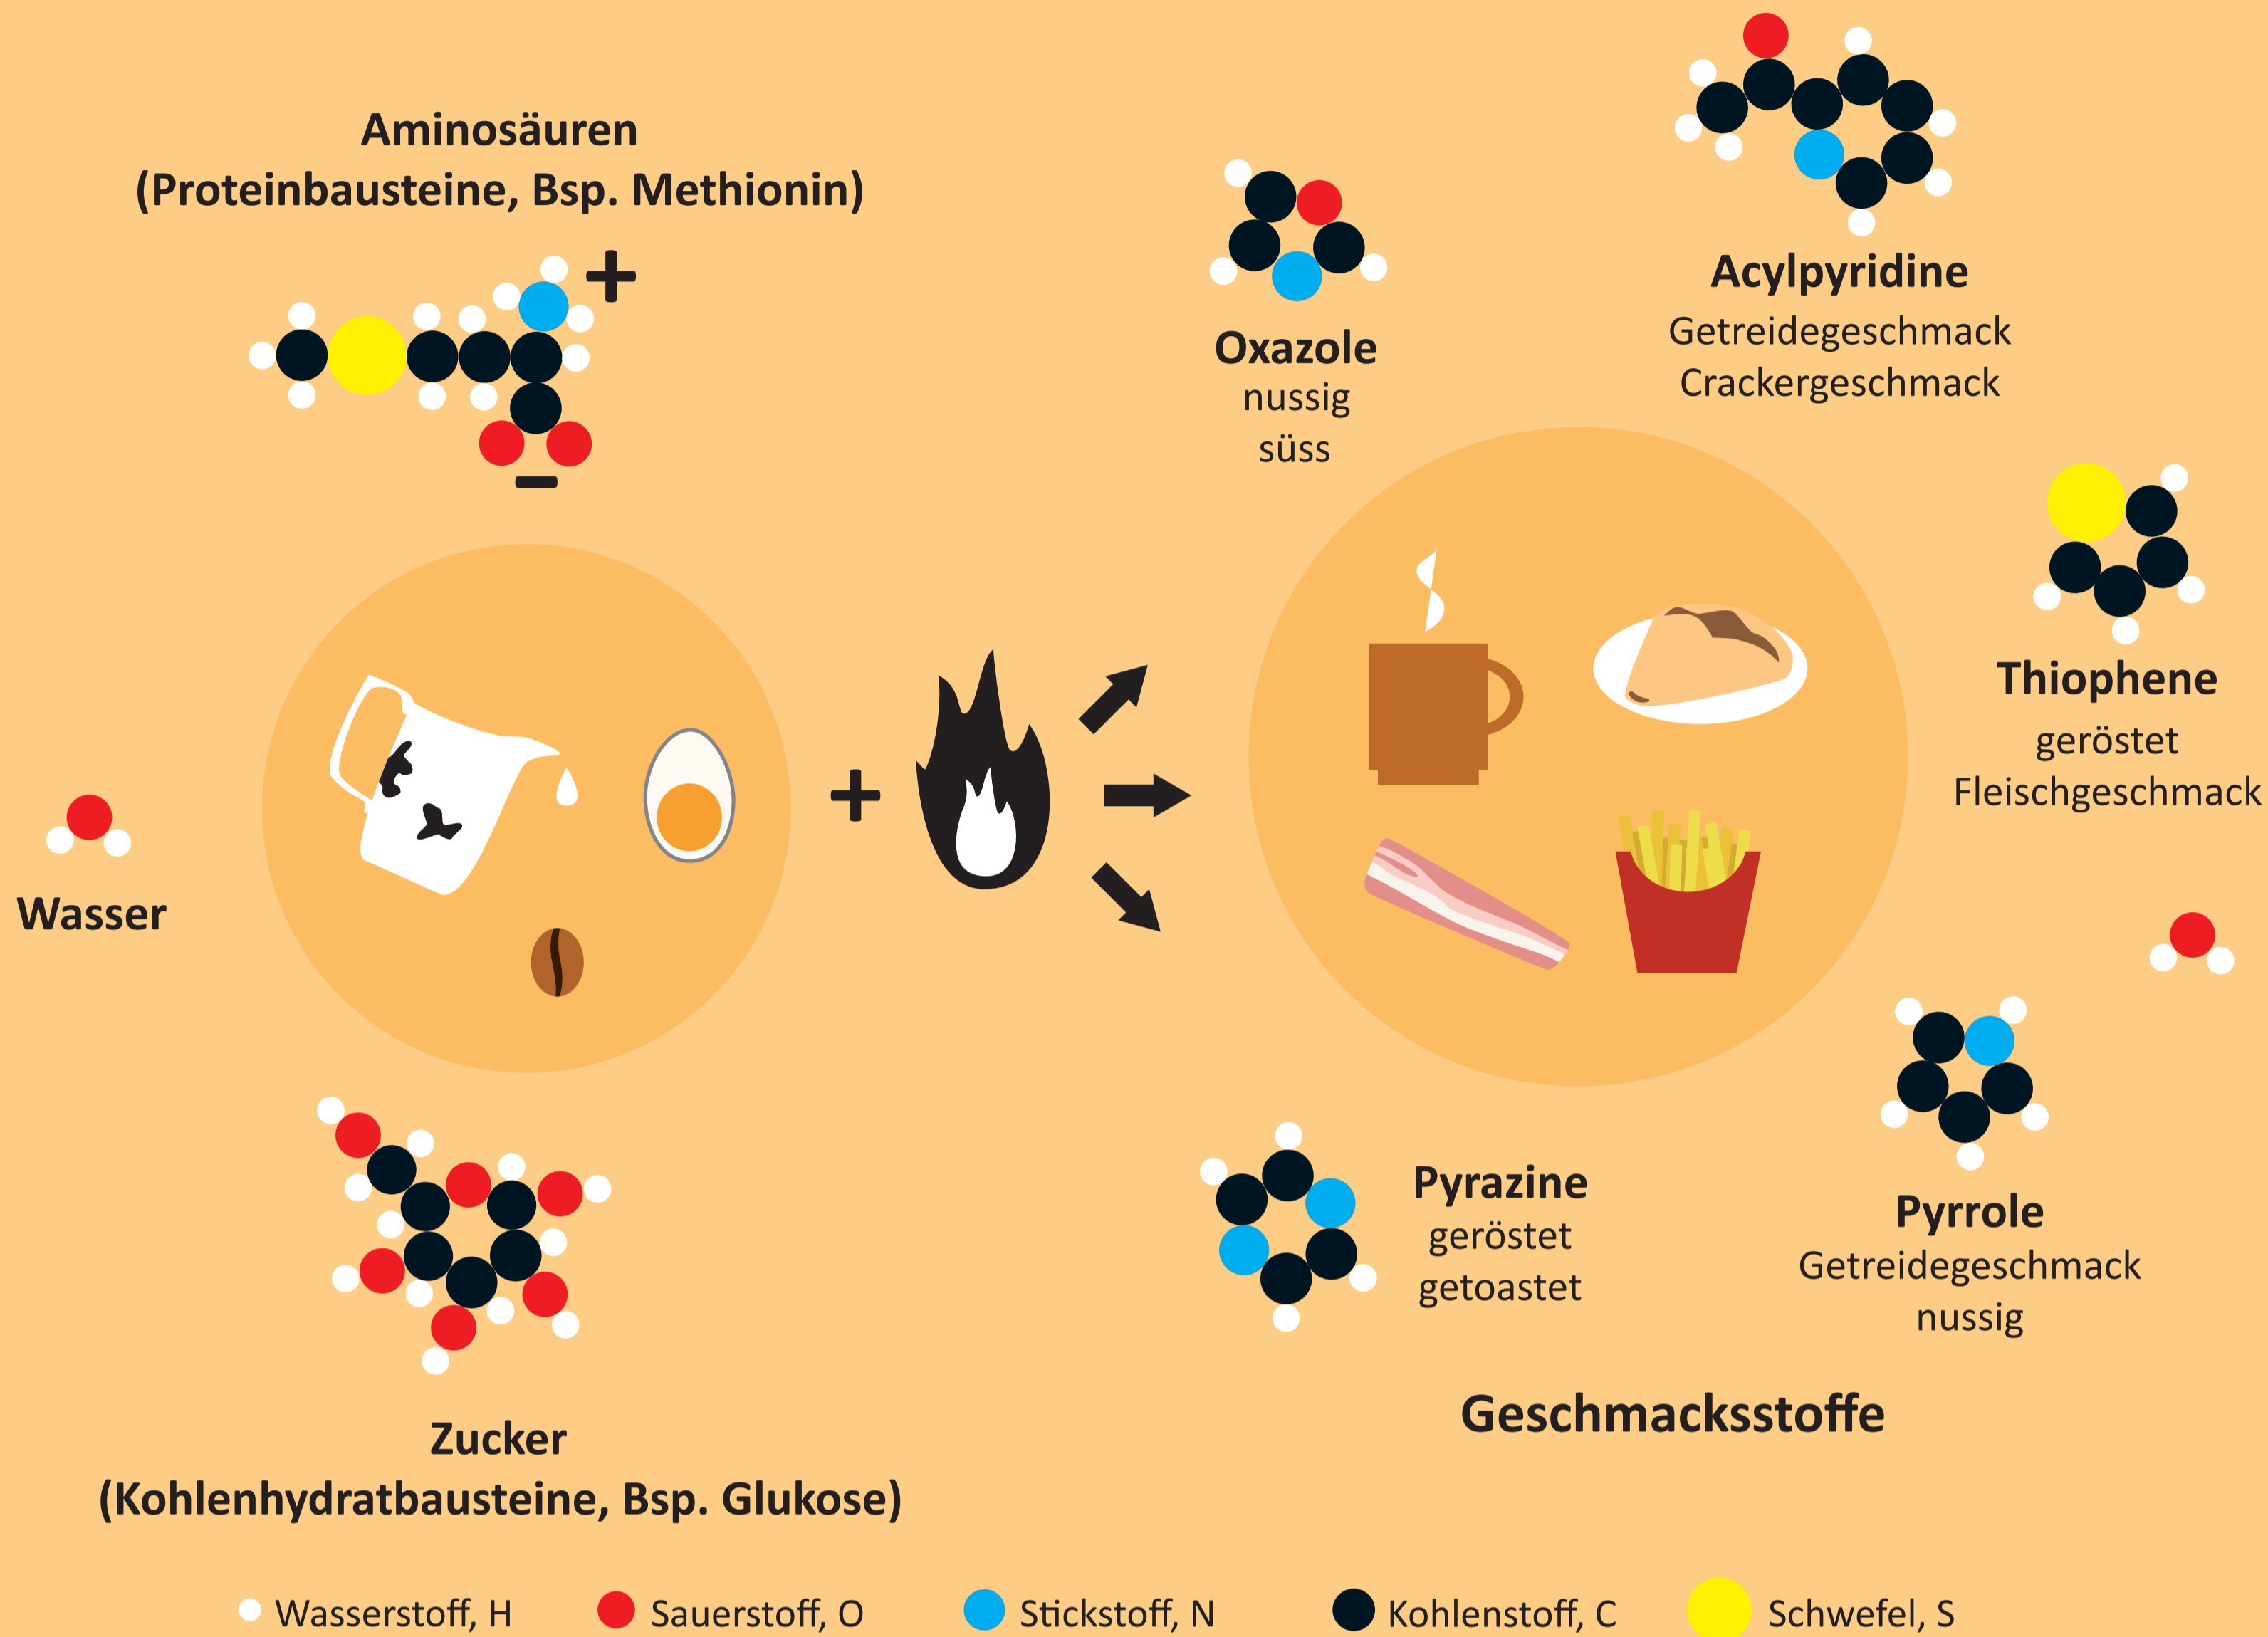 Aminosäuren
(Proteinbausteine, Bsp. Methionin)
+
−
Wasser
+
Zucker
(Kohlenhydratbausteine, Bsp. Glukose)
Oxazole
nussig
süss
Acylpyridine
Getreidegeschmack
Crackergeschmack
Thiophene
geröstet
Fleischgeschmack
Pyrazine
geröstet
getoastet
Pyrrole
Getreidegeschmack
nussig
Geschmacksstoffe
Wasserstoff, H
Sauerstoff, O
Stickstoff, N
Kohlenstoff, C
Schwefel, S